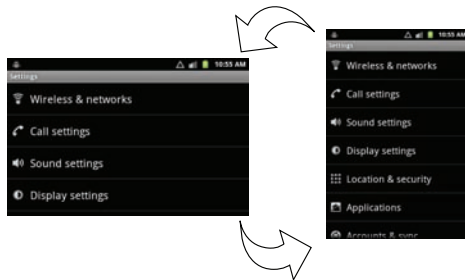 10:55 AM
Settings
Wireless & networks
Call settings
Sound settings
Display settings
10:55 AM
Settings
Wireless & networks
Call settings
Sound settings
Display settings
Location & security
Applications
Accounts & sync